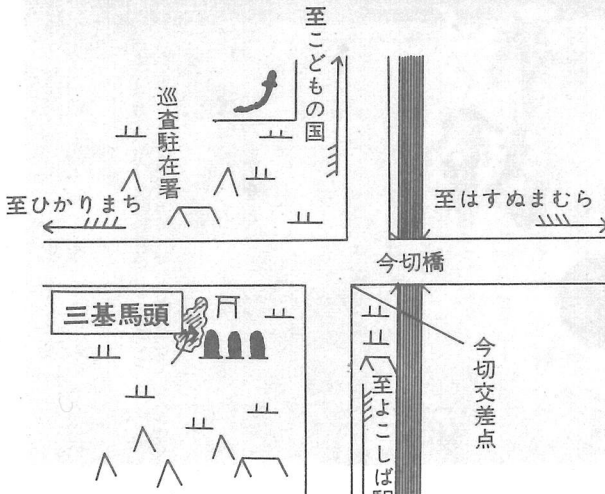 至こどもの国
巡査駐在署
至ひかりまち
至はすぬまむら
今切橋
三基馬頭
今切交差点
至よこしば駅